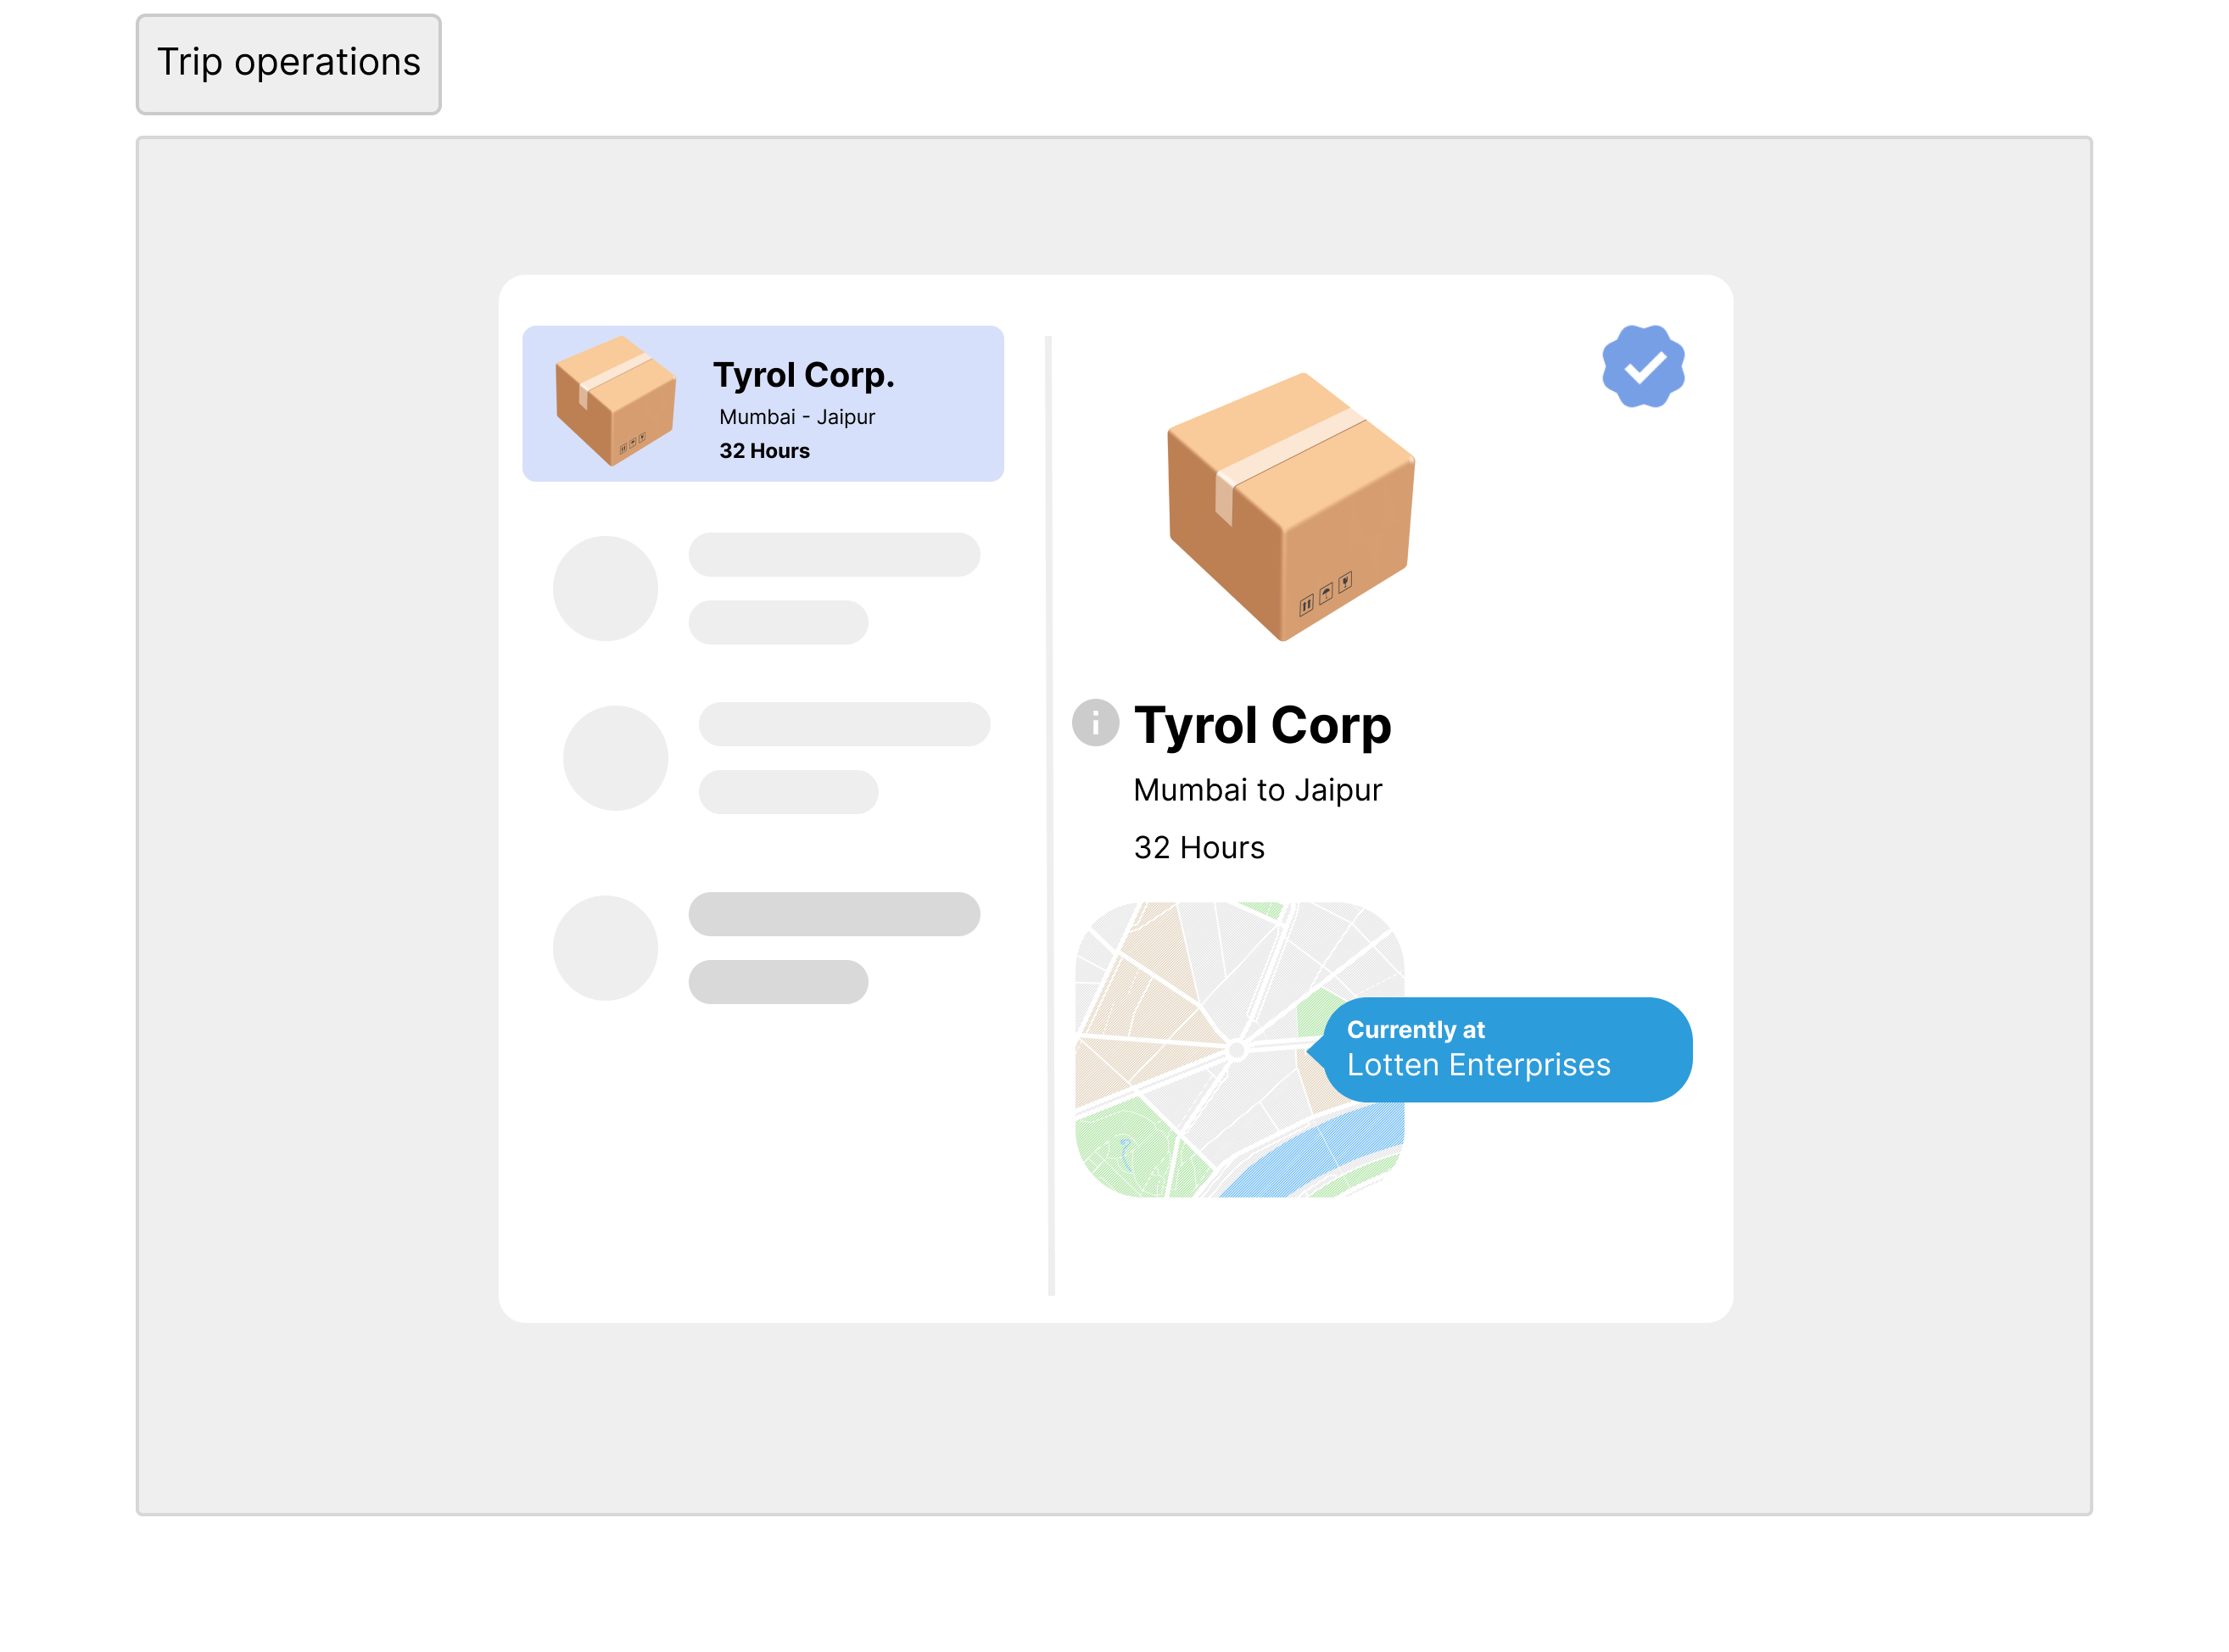 Trip operations
Tyrol Corp.
Mumbai - Jaipur
32 Hours
Tyrol Corp
Mumbai to Jaipur
32 Hours
Currently at
Lotten Enterprises